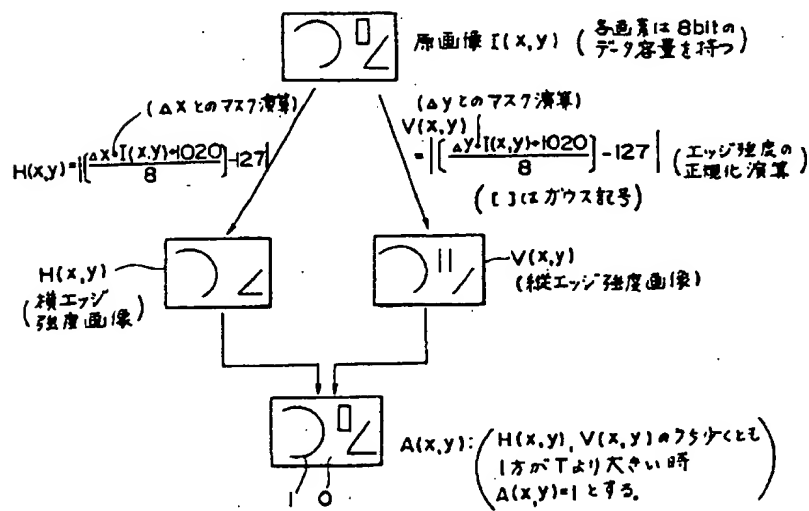 原画像 I(x,y) (各画素は8bitの
データ容量を持つ)
(Δxとのマスク演算)
H(x,y)=|[Δx↓I(x,y)+1020/8]-127|
(Δyとのマスク演算)
V(x,y)
=|[Δy↓I(x,y)+1020/8]-127|
(エッジ強度の
正規化演算)
([ ]はガウス記号)
H(x,y)
(横エッジ
強度画像)
V(x,y)
(縦エッジ強度画像)
A(x,y): (H(x,y), V(x,y)のうち少くとも
1方がTより大きい時
A(x,y)=1とする。)
1 0